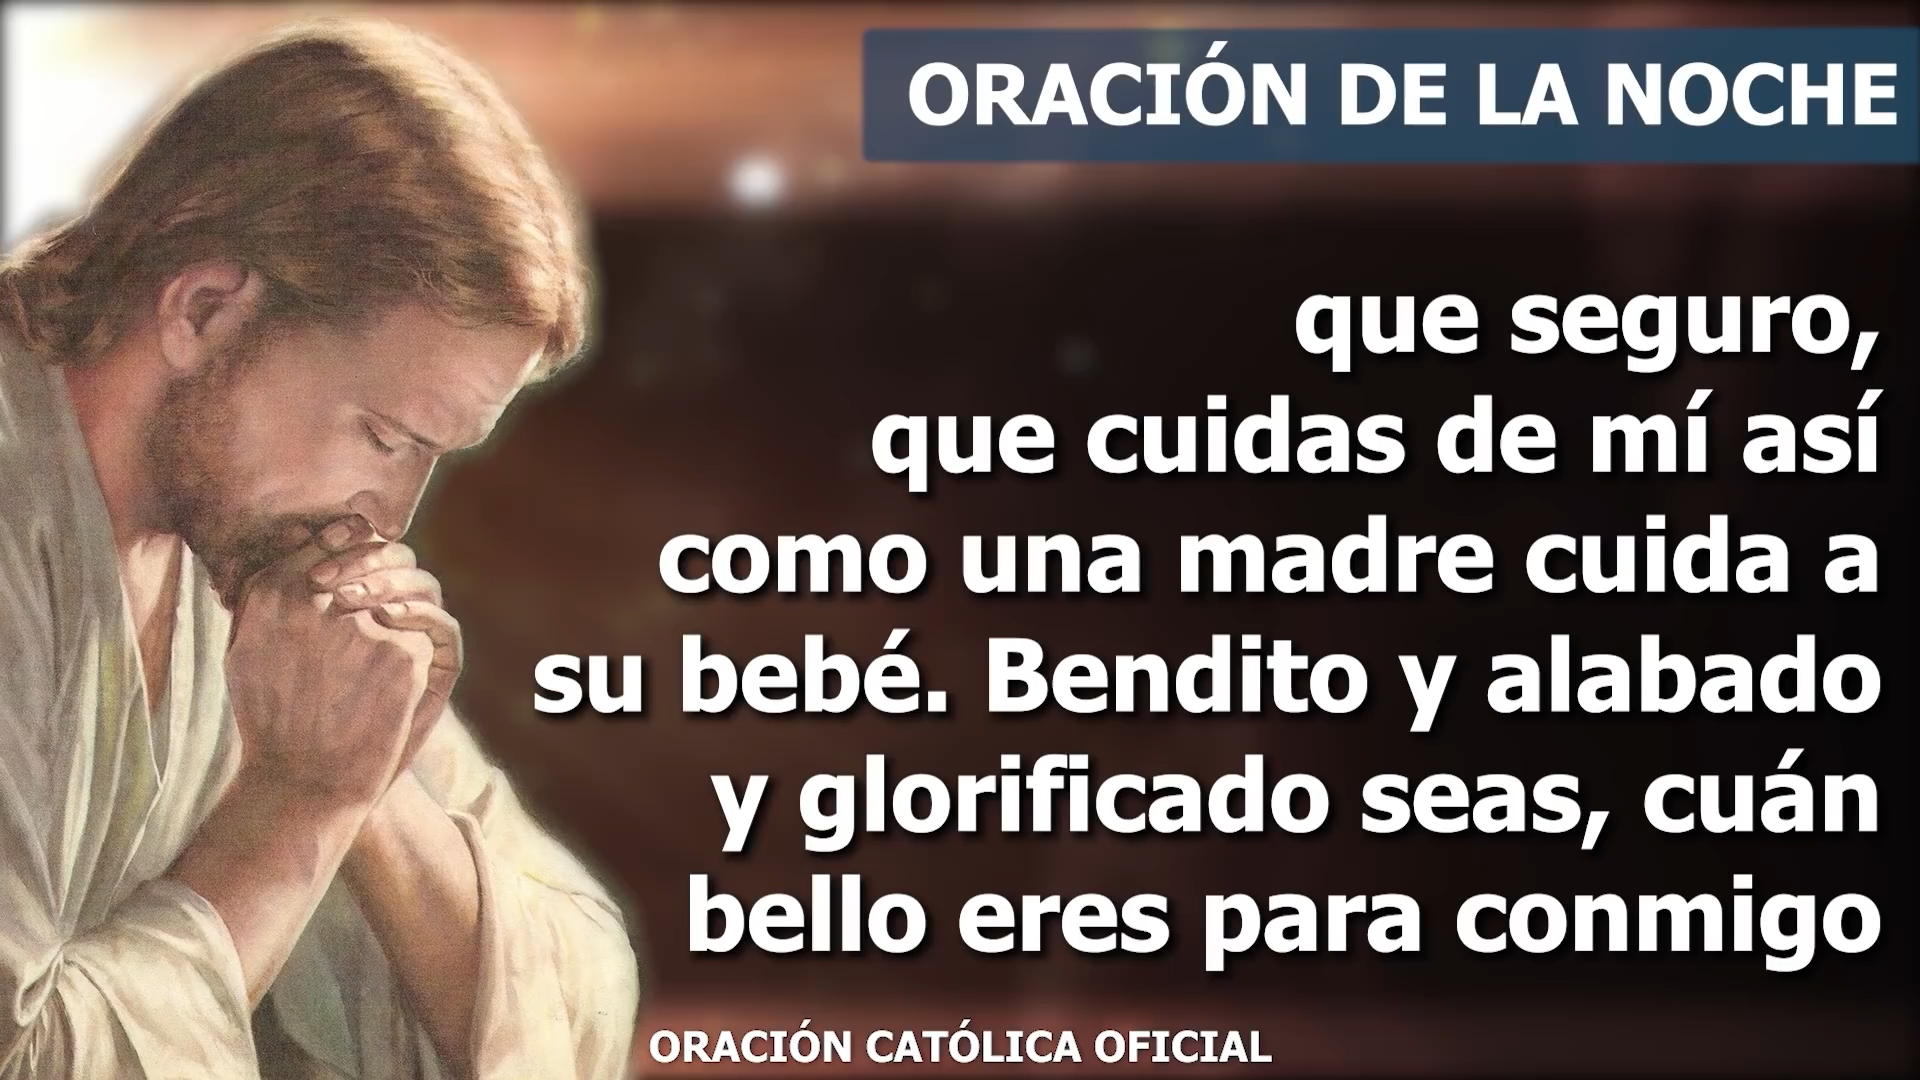 ORACIÓN DE LA NOCHE
que seguro,
que cuidas de mí así
como una madre cuida a
su bebé. Bendito y alabado
y glorificado seas, cuán
bello eres para conmigo
ORACIÓN CATÓLICA OFICIAL